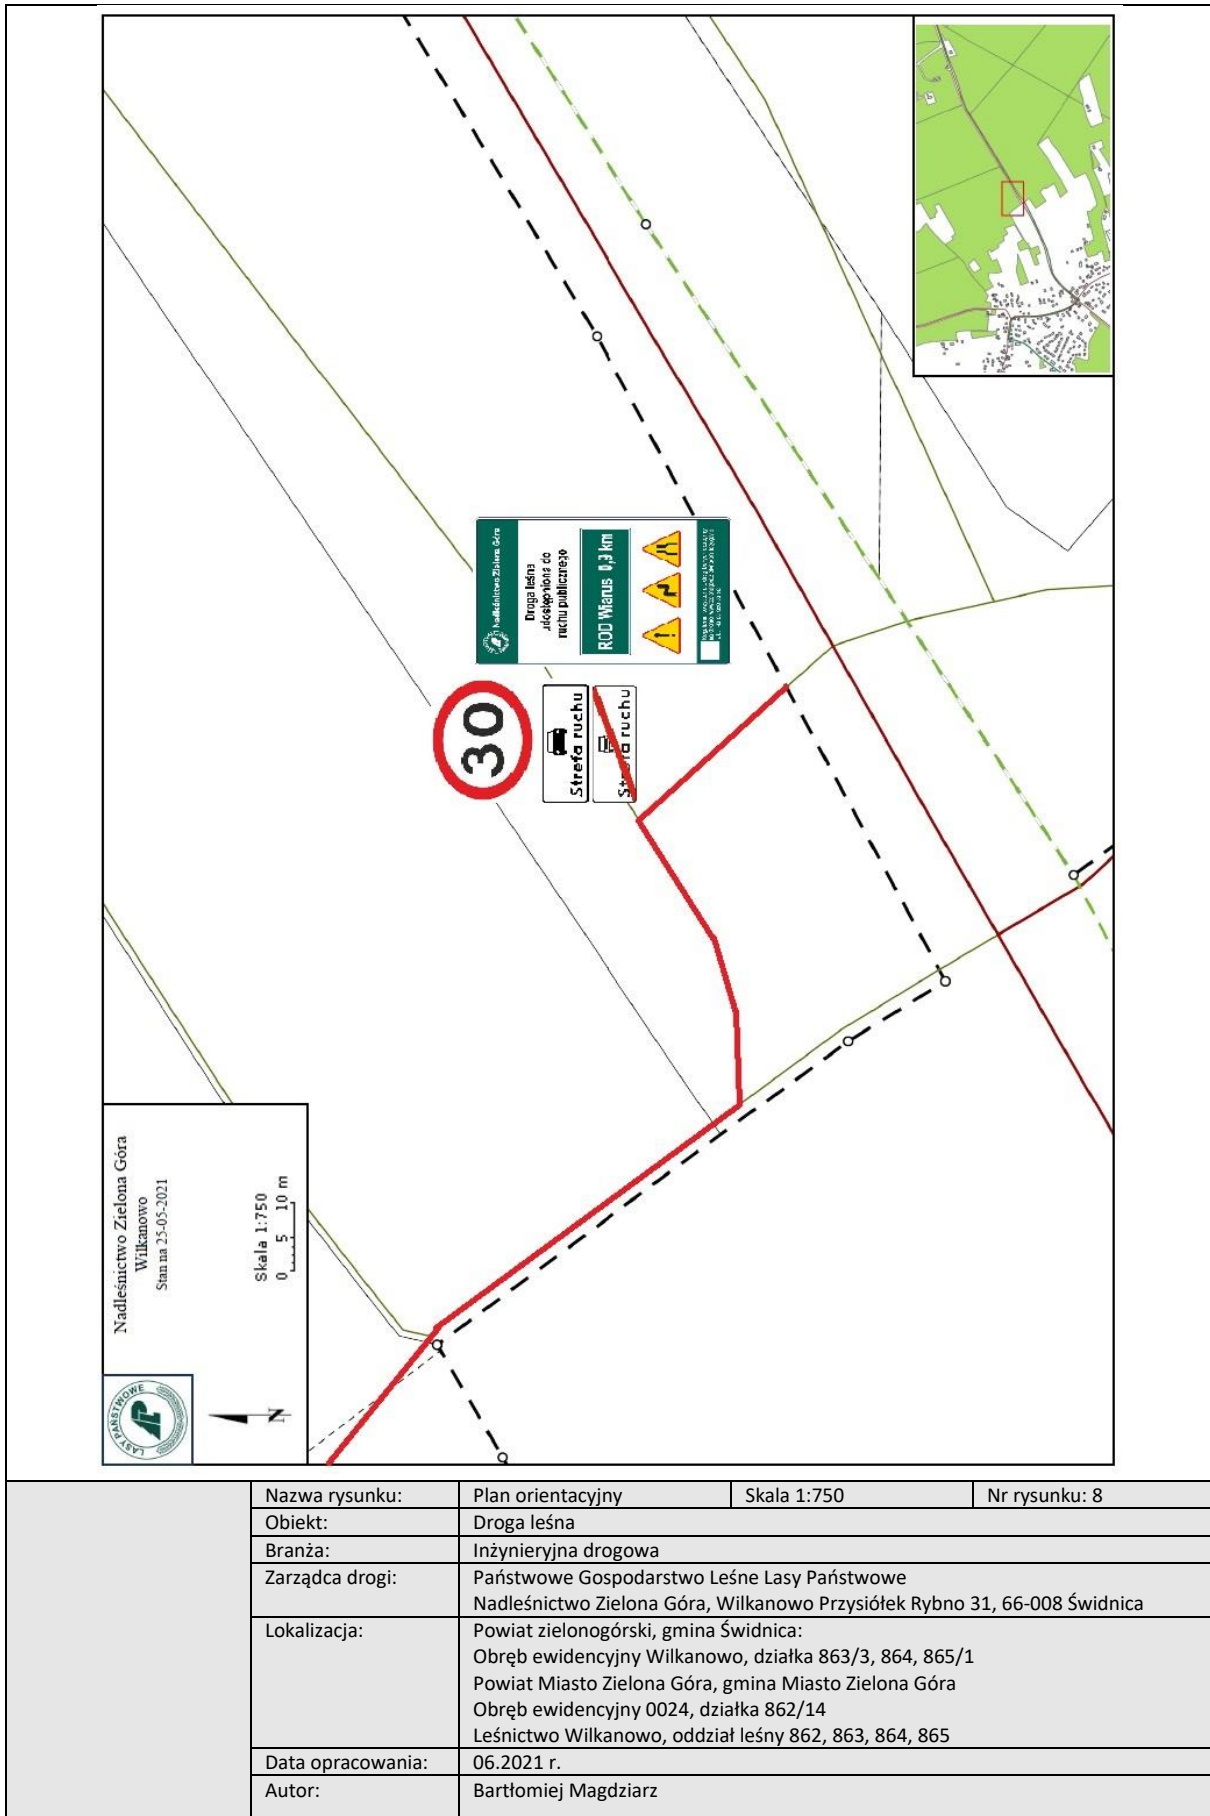 Nadleśnictwo Zielona Góra
Droga leśna
udostępniona do
ruchu publicznego
ROD Wiarus 0,3 km
30
Strefa ruchu
Strefa ruchu
Nadleśnictwo Zielona Góra
Wilkanowo
Stan na 25-05-2021
Skala 1:750
0 5 10 m
LASY PAŃSTWOWE
N
Nazwa rysunku: Plan orientacyjny Skala 1:750 Nr rysunku: 8
Obiekt: Droga leśna
Branża: Inżynieryjna drogowa
Zarządca drogi: Państwowe Gospodarstwo Leśne Lasy Państwowe
Nadleśnictwo Zielona Góra, Wilkanowo Przysiółek Rybno 31, 66-008 Świdnica
Lokalizacja: Powiat zielonogórski, gmina Świdnica:
Obręb ewidencyjny Wilkanowo, działka 863/3, 864, 865/1
Powiat Miasto Zielona Góra, gmina Miasto Zielona Góra
Obręb ewidencyjny 0024, działka 862/14
Leśnictwo Wilkanowo, oddział leśny 862, 863, 864, 865
Data opracowania: 06.2021 r.
Autor: Bartłomiej Magdziarz